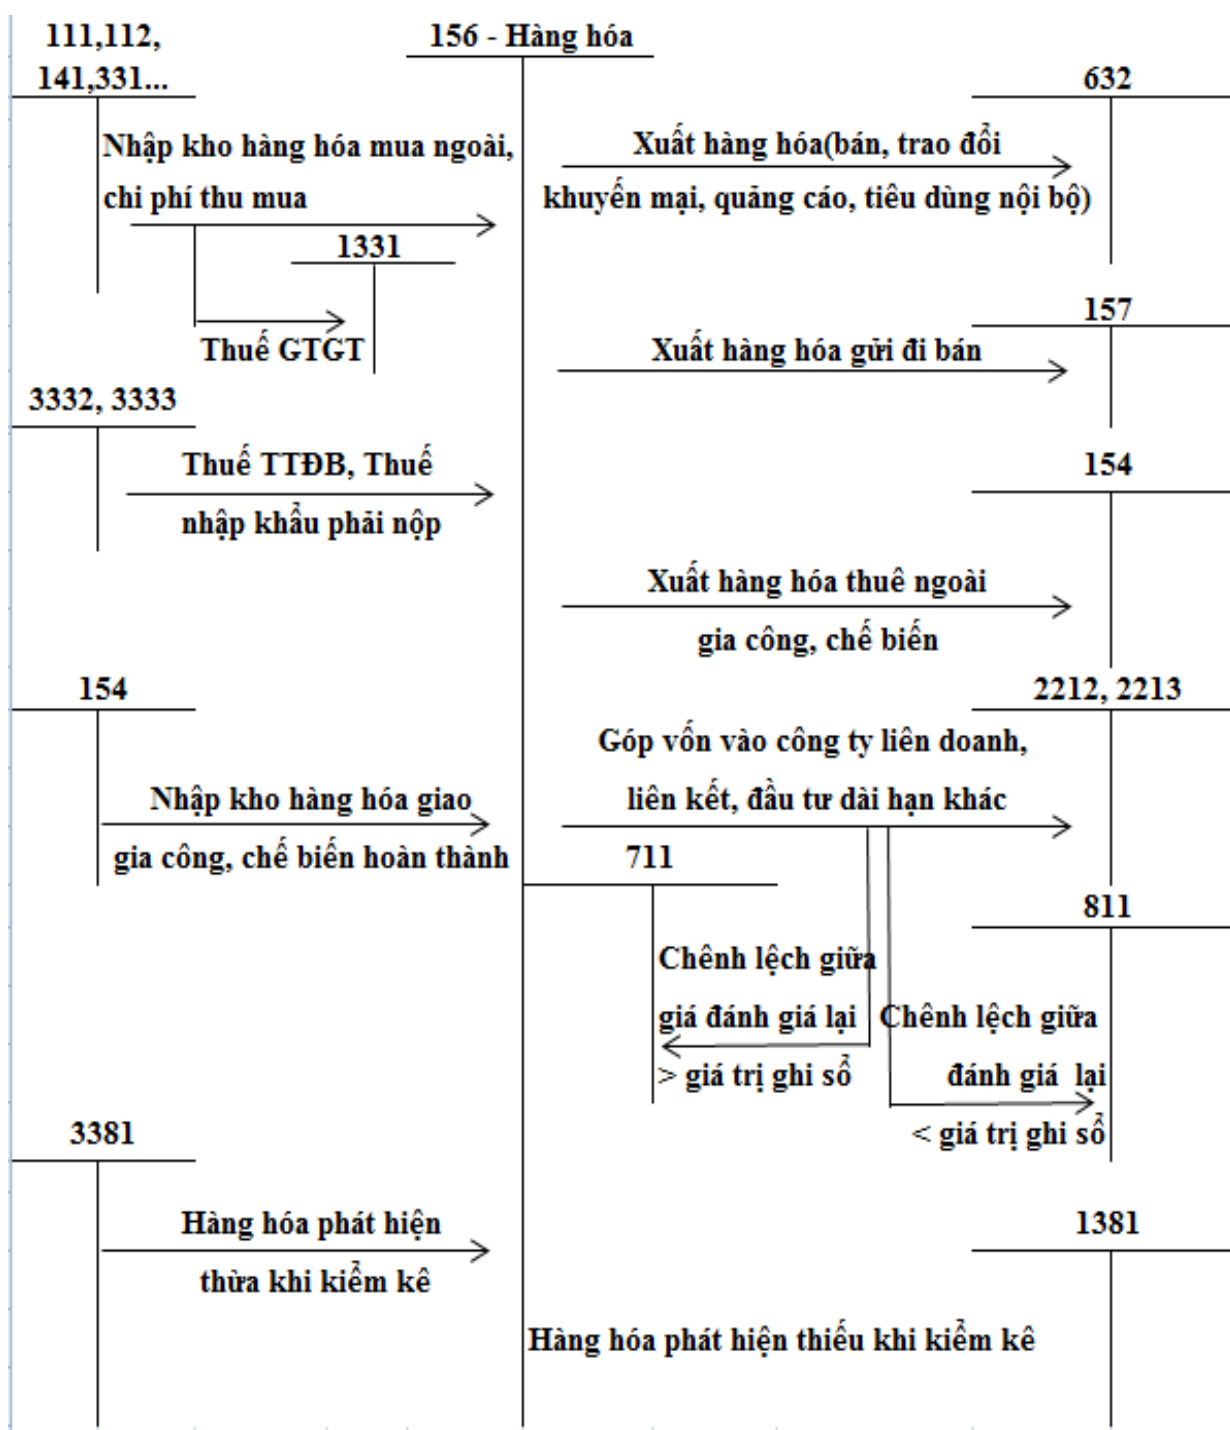 111,112,
141,331...
156 - Hàng hóa
632
Nhập kho hàng hóa mua ngoài,
chi phí thu mua
Xuất hàng hóa(bán, trao đổi
khuyến mại, quảng cáo, tiêu dùng nội bộ)
1331
Thuế GTGT
157
Xuất hàng hóa gửi đi bán
3332, 3333
Thuế TTĐB, Thuế
nhập khẩu phải nộp
154
Xuất hàng hóa thuê ngoài
gia công, chế biến
154
Nhập kho hàng hóa giao
gia công, chế biến hoàn thành
2212, 2213
Góp vốn vào công ty liên doanh,
liên kết, đầu tư dài hạn khác
711
Chênh lệch giữa
giá đánh giá lại
> giá trị ghi sổ
811
Chênh lệch giữa
đánh giá lại
< giá trị ghi sổ
3381
Hàng hóa phát hiện
thừa khi kiểm kê
1381
Hàng hóa phát hiện thiếu khi kiểm kê